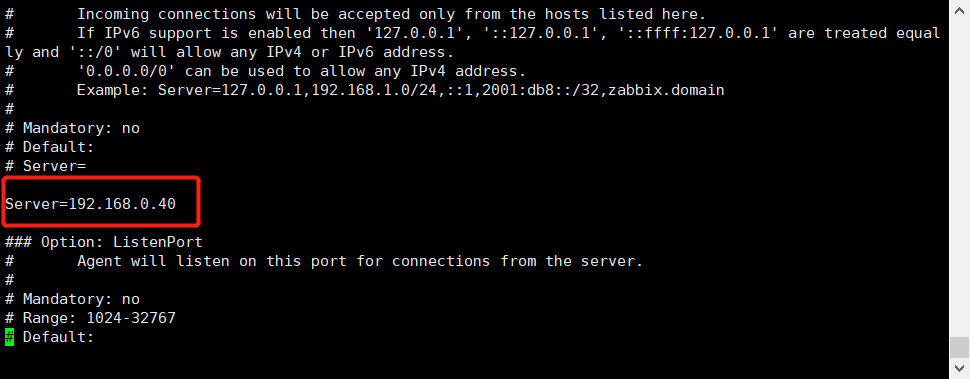 #       Incoming connections will be accepted only from the hosts listed here.
#       If IPv6 support is enabled then '127.0.0.1', '::127.0.0.1', '::ffff:127.0.0.1' are treated equal
ly and '::/0' will allow any IPv4 or IPv6 address.
#       '0.0.0.0/0' can be used to allow any IPv4 address.
#       Example: Server=127.0.0.1,192.168.1.0/24,::1,2001:db8::/32,zabbix.domain
#
# Mandatory: no
# Default:
# Server=
Server=192.168.0.40
### Option: ListenPort
#       Agent will listen on this port for connections from the server.
#
# Mandatory: no
# Range: 1024-32767
# Default: